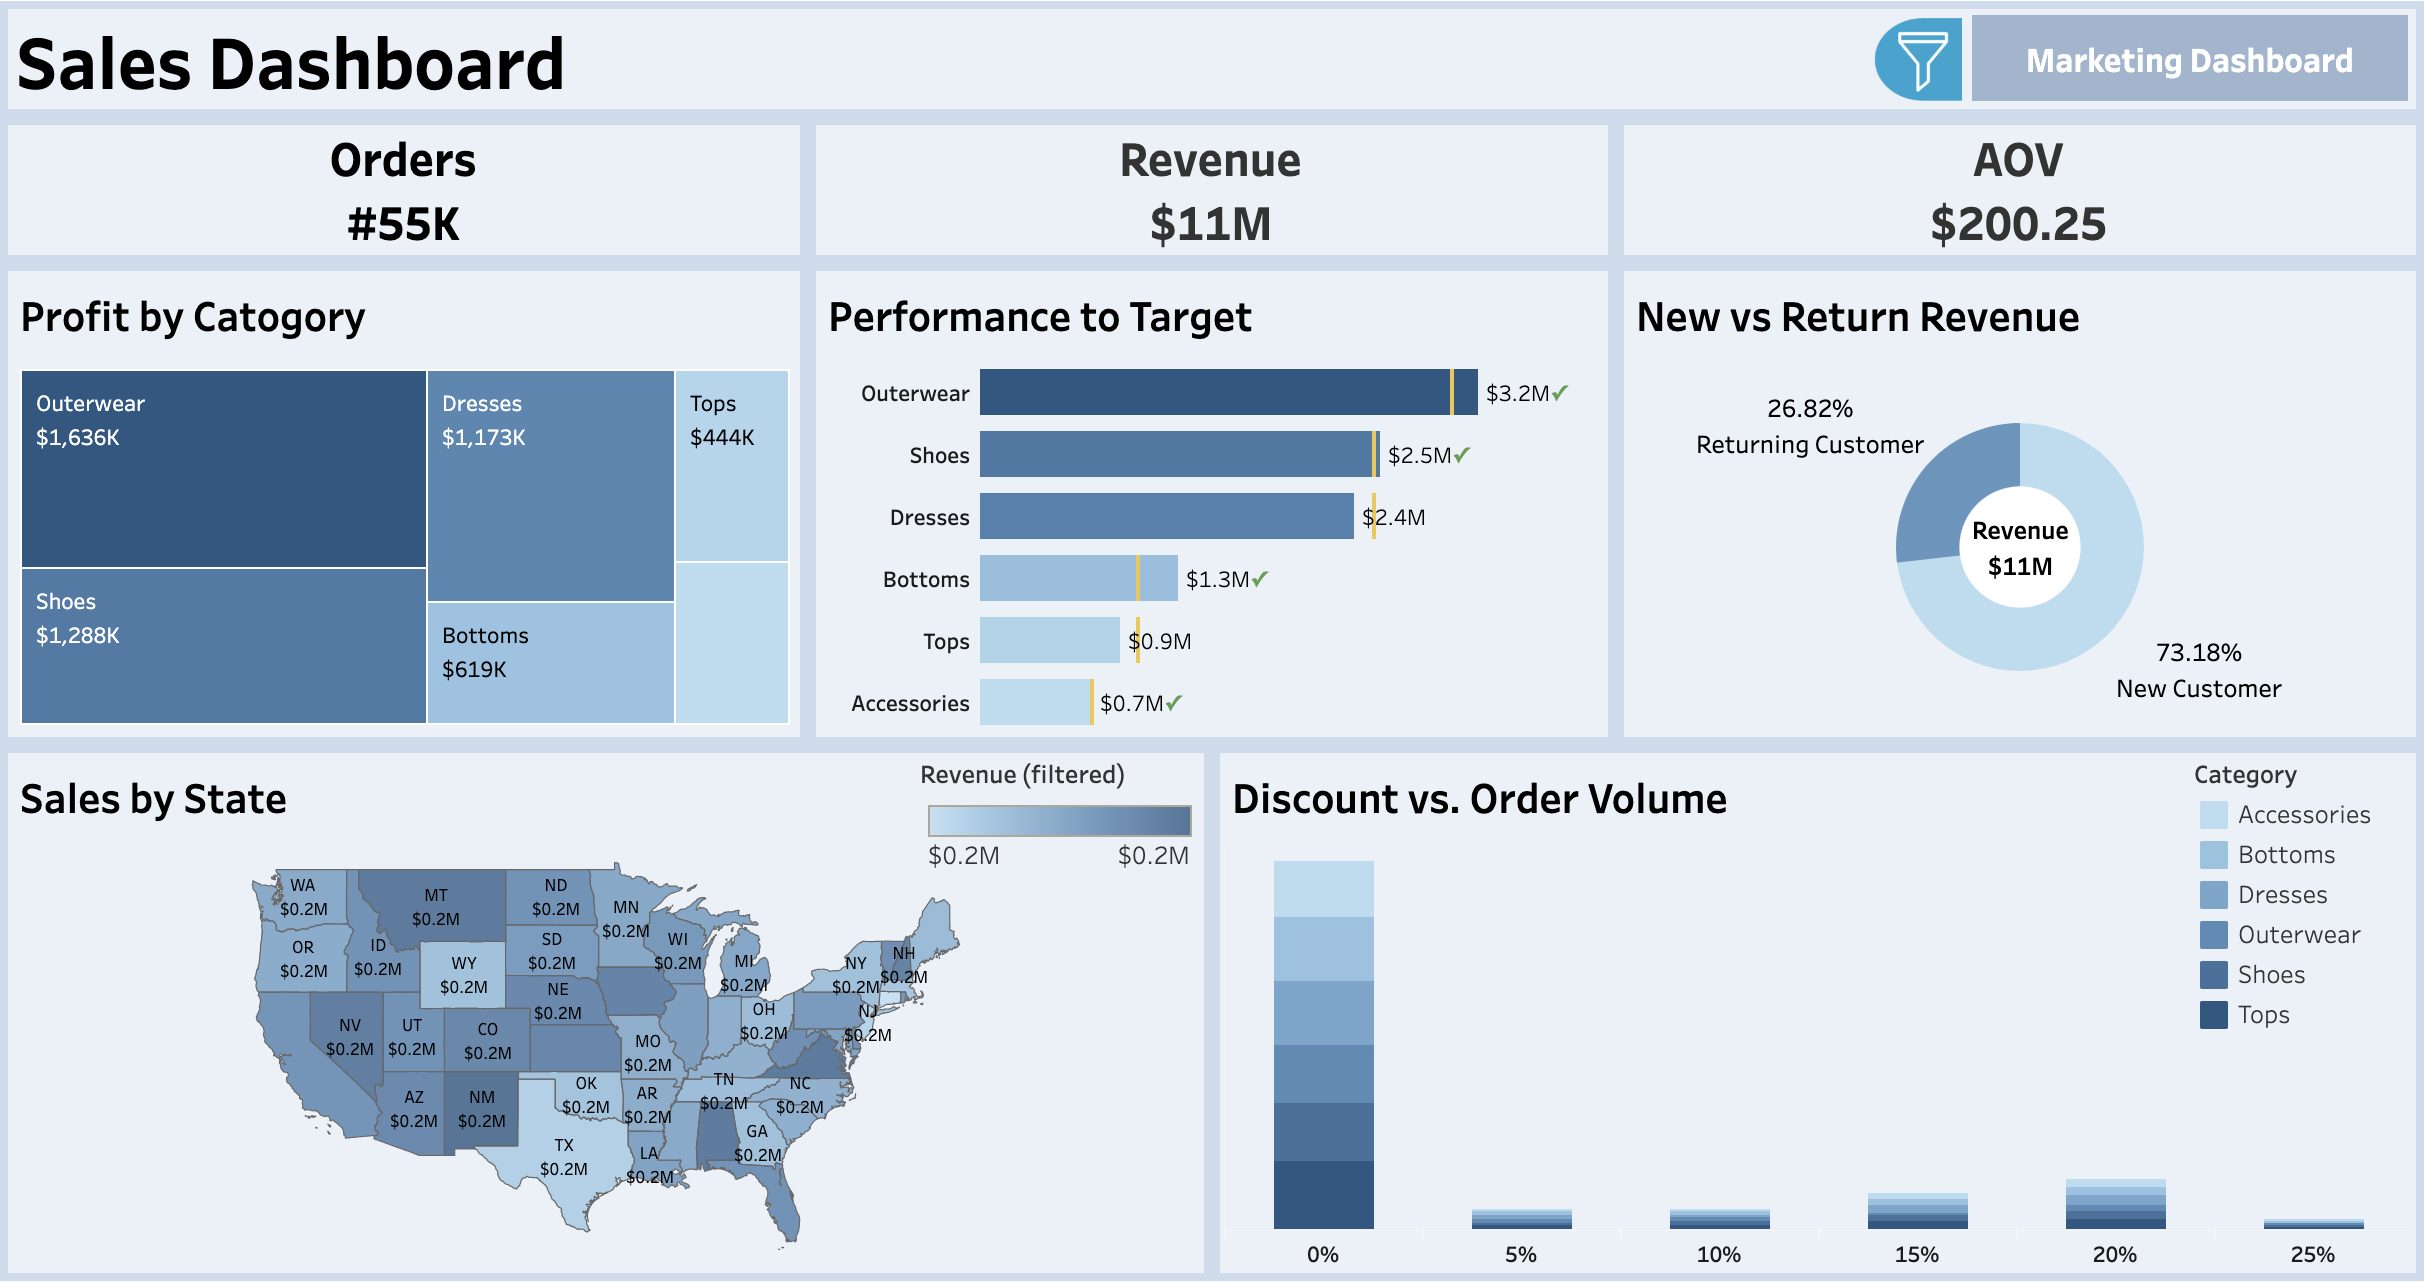 Sales Dashboard
Marketing Dashboard
Orders
#55K
Revenue
$11M
AOV
$200.25
Profit by Catogory
Outerwear
$1,636K
Shoes
$1,288K
Dresses
$1,173K
Bottoms
$619K
Tops
$444K
Performance to Target
Outerwear $3.2M✓
Shoes $2.5M✓
Dresses $2.4M
Bottoms $1.3M✓
Tops $0.9M
Accessories $0.7M✓
New vs Return Revenue
26.82%
Returning Customer
Revenue
$11M
73.18%
New Customer
Sales by State
Revenue (filtered)
$0.2M $0.2M
WA
$0.2M
MT
$0.2M
ND
$0.2M
MN
$0.2M
OR
$0.2M
ID
$0.2M
WY
$0.2M
SD
$0.2M
WI
$0.2M
MI
$0.2M
NY
$0.2M
NH
$0.2M
NE
$0.2M
OH
$0.2M
NJ
$0.2M
NV
$0.2M
UT
$0.2M
CO
$0.2M
MO
$0.2M
AZ
$0.2M
NM
$0.2M
OK
$0.2M
AR
$0.2M
TN
$0.2M
NC
$0.2M
TX
$0.2M
LA
$0.2M
GA
$0.2M
Discount vs. Order Volume
Category
Accessories
Bottoms
Dresses
Outerwear
Shoes
Tops
0% 5% 10% 15% 20% 25%